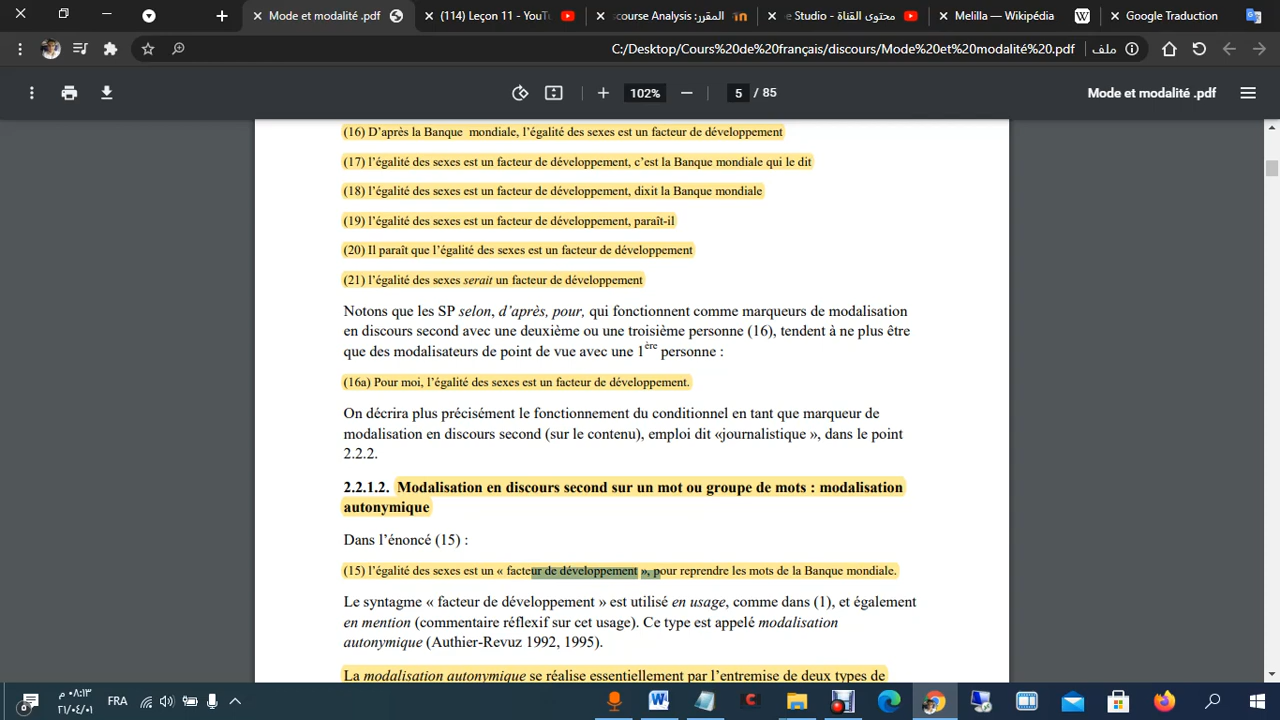 Mode et modalité .pdf
(114) Leçon 11 - YouT
course Analysis :المقرر
محتوى القناة - e Studio
Melilla — Wikipédia
Google Traduction
C:/Desktop/Cours%20de%20français/discours/Mode%20et%20modalité%20.pdf
ملف
102%
5 / 85
Mode et modalité .pdf
(16) D’après la Banque mondiale, l’égalité des sexes est un facteur de développement
(17) l’égalité des sexes est un facteur de développement, c’est la Banque mondiale qui le dit
(18) l’égalité des sexes est un facteur de développement, dixit la Banque mondiale
(19) l’égalité des sexes est un facteur de développement, paraît-il
(20) Il paraît que l’égalité des sexes est un facteur de développement
(21) l’égalité des sexes serait un facteur de développement
Notons que les SP selon, d’après, pour, qui fonctionnent comme marqueurs de modalisation
en discours second avec une deuxième ou une troisième personne (16), tendent à ne plus être
que des modalisateurs de point de vue avec une 1ère personne :
(16a) Pour moi, l’égalité des sexes est un facteur de développement.
On décrira plus précisément le fonctionnement du conditionnel en tant que marqueur de
modalisation en discours second (sur le contenu), emploi dit «journalistique », dans le point
2.2.2.
2.2.1.2. Modalisation en discours second sur un mot ou groupe de mots : modalisation
autonymique
Dans l’énoncé (15) :
(15) l’égalité des sexes est un « facteur de développement », pour reprendre les mots de la Banque mondiale.
Le syntagme « facteur de développement » est utilisé en usage, comme dans (1), et également
en mention (commentaire réflexif sur cet usage). Ce type est appelé modalisation
autonymique (Authier-Revuz 1992, 1995).
La modalisation autonymique se réalise essentiellement par l’entremise de deux types de
FRA
٠٨:١٣ م
٢١/٠٤/٠١